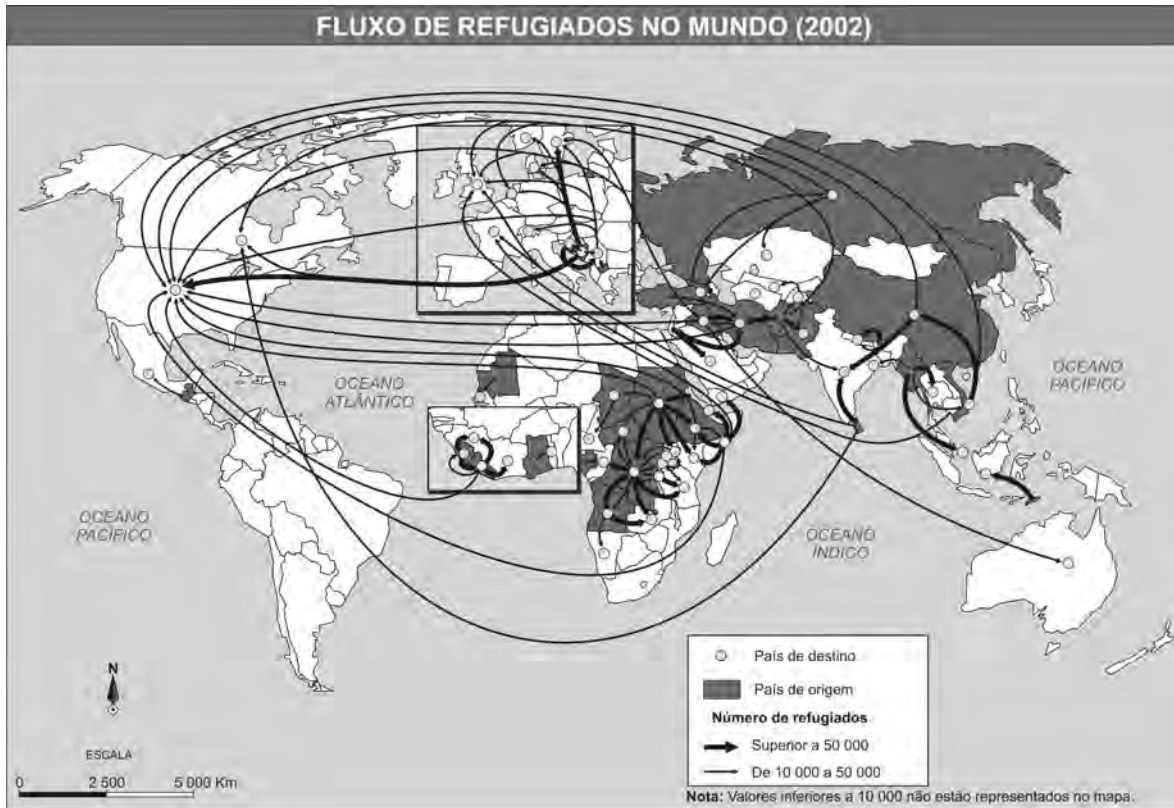 FLUXO DE REFUGIADOS NO MUNDO (2002)
OCEANO
ATLÂNTICO
OCEANO
PACÍFICO
OCEANO
PACÍFICO
OCEANO
ÍNDICO
N
ESCALA
0 2 500 5 000 Km
País de destino
País de origem
Número de refugiados
Superior a 50 000
De 10 000 a 50 000
Nota: Valores inferiores a 10 000 não estão representados no mapa.